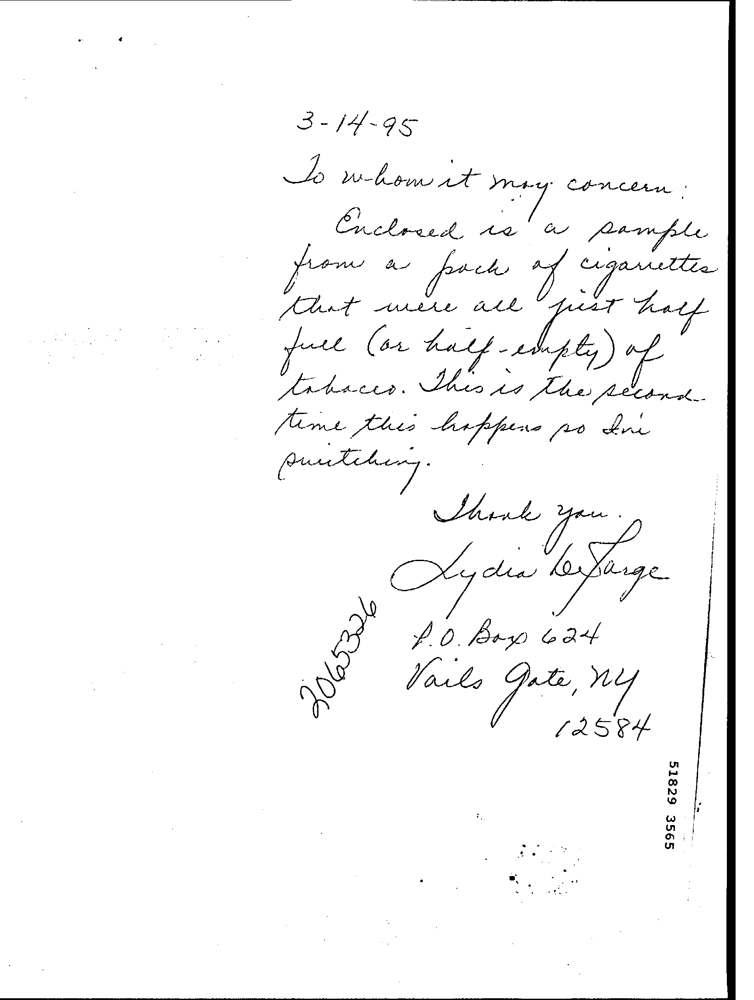 3-14-95
To whom it may concern:
Enclosed is a sample
from a pack of cigarrettes
that were all just half
full (or half-empty) of
tobacco. This is the second
time this happens so I'm
switching.
Thank you.
Lydia DeFarge
P.O. Box 624
Vails Gate, NY
12584
2065326
51829 3565